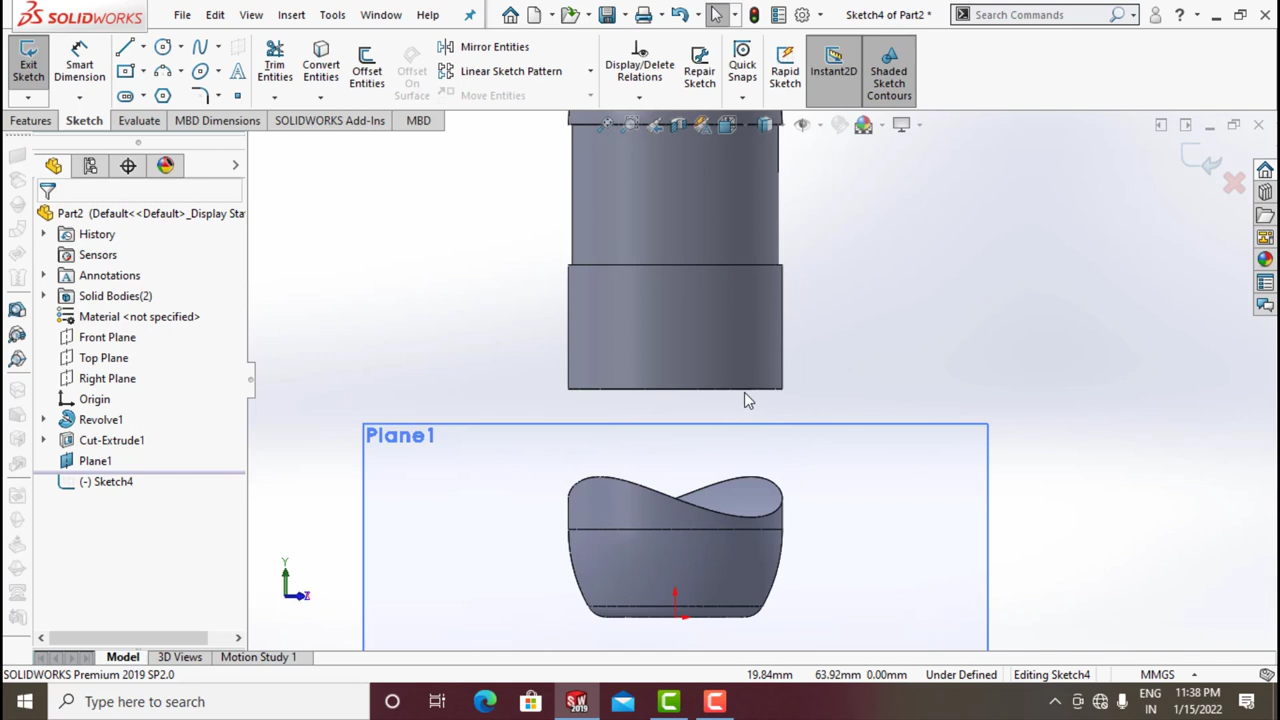 SOLIDWORKS File Edit View Insert Tools Window Help Sketch4 of Part2 * Search Commands ?
Exit Sketch
Smart Dimension
Trim Entities
Convert Entities
Offset Entities
Offset On Surface
Mirror Entities
Linear Sketch Pattern
Move Entities
Display/Delete Relations
Repair Sketch
Quick Snaps
Rapid Sketch
Instant2D
Shaded Sketch Contours
Features Sketch Evaluate MBD Dimensions SOLIDWORKS Add-Ins MBD
Part2 (Default<<Default>_Display Sta
History
Sensors
Annotations
Solid Bodies(2)
Material <not specified>
Front Plane
Top Plane
Right Plane
Origin
Revolve1
Cut-Extrude1
Plane1
(-) Sketch4
Plane1
Y
Z
Model 3D Views Motion Study 1
SOLIDWORKS Premium 2019 SP2.0 19.84mm 63.92mm 0.00mm Under Defined Editing Sketch4 MMGS
Type here to search
SW
2019
ENG
IN
11:38 PM
1/15/2022